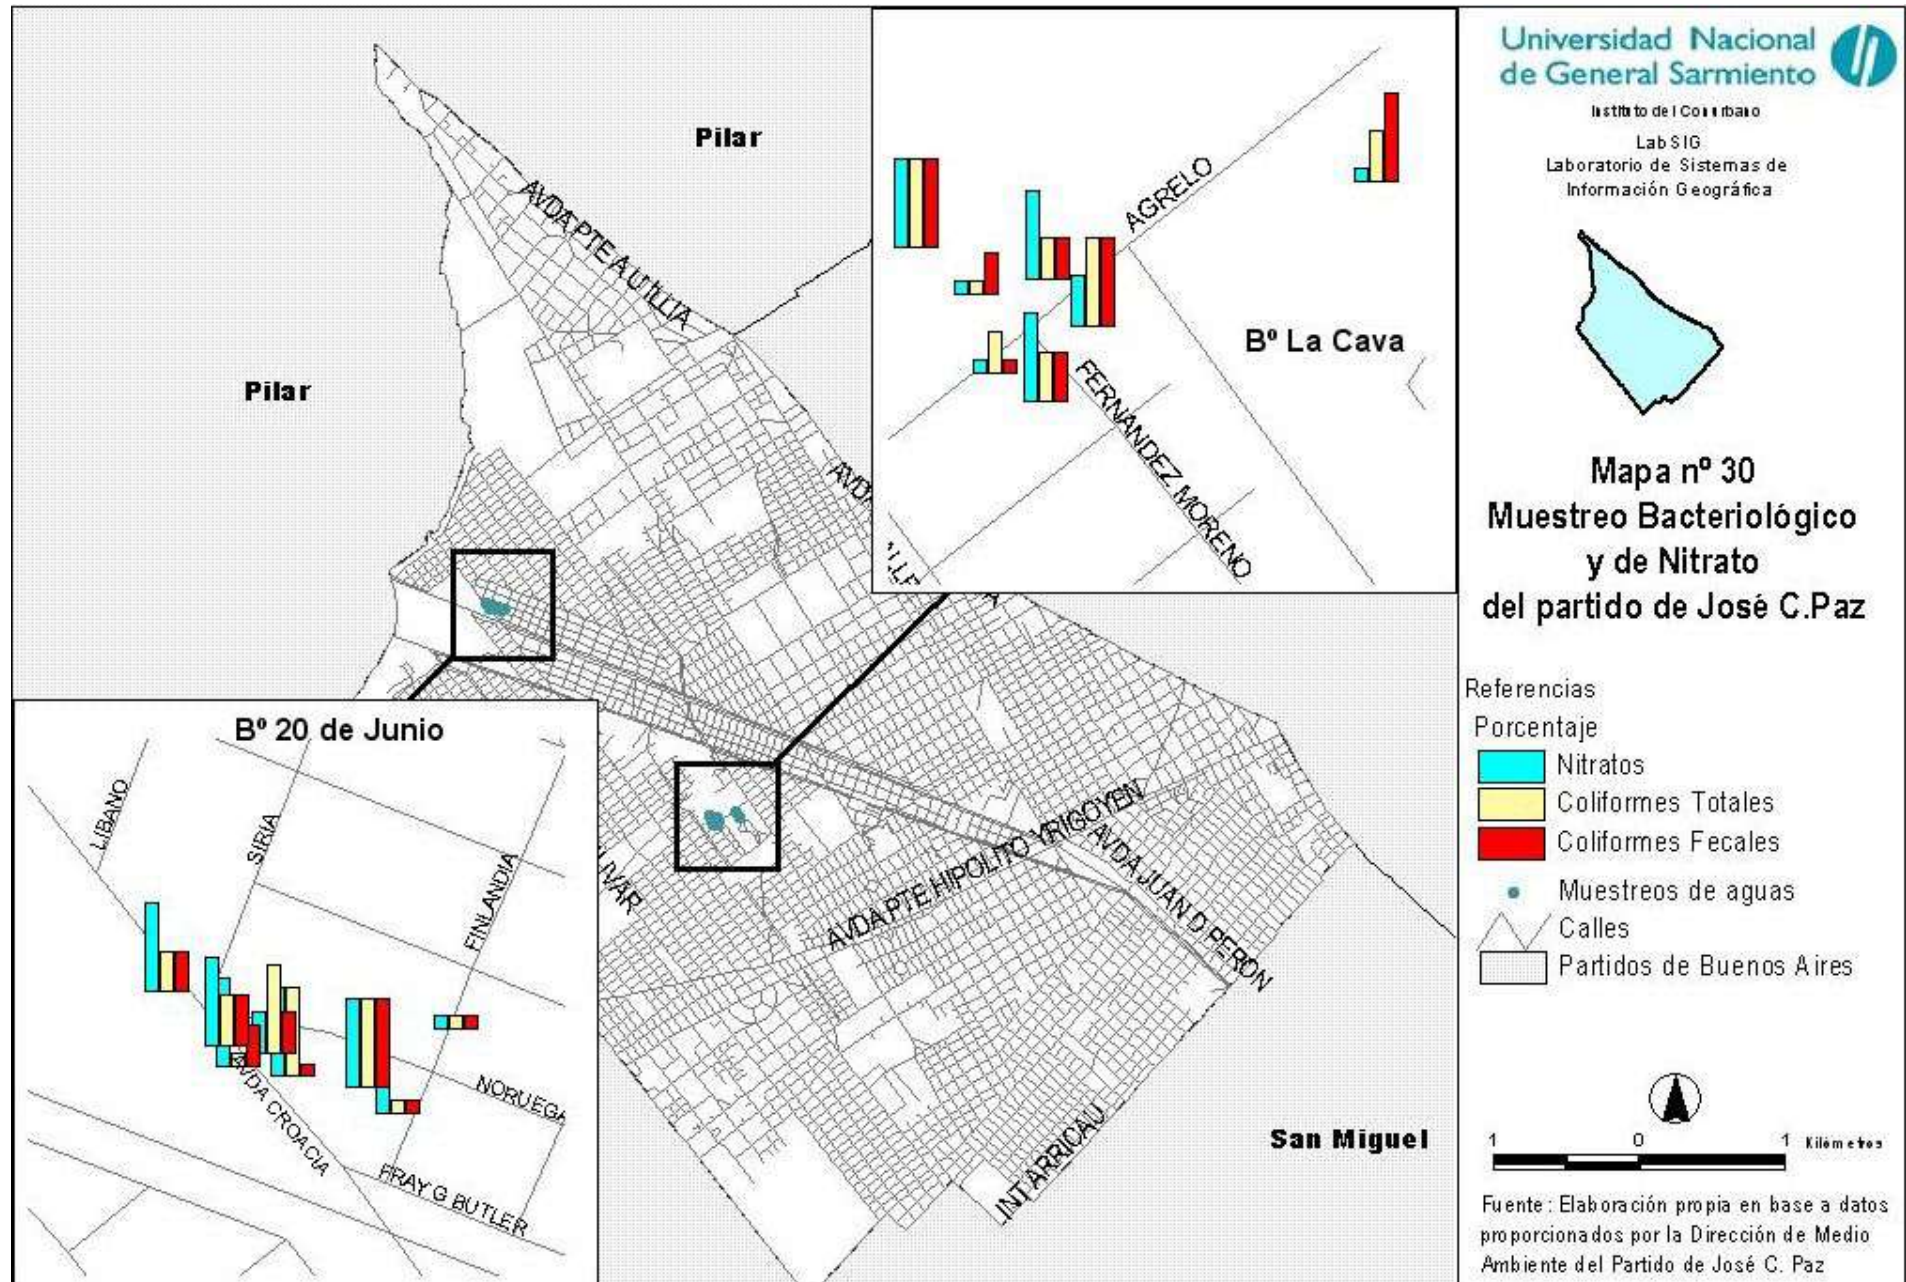 Universidad Nacional
de General Sarmiento
Instituto del Conurbano
LabSIG
Laboratorio de Sistemas de
Información Geográfica
Mapa nº 30
Muestreo Bacteriológico
y de Nitrato
del partido de José C.Paz
Referencias
Porcentaje
Nitratos
Coliformes Totales
Coliformes Fecales
Muestreos de aguas
Calles
Partidos de Buenos Aires
1 0 1 Kilómetros
Fuente: Elaboración propia en base a datos
proporcionados por la Dirección de Medio
Ambiente del Partido de José C. Paz
Pilar
Pilar
San Miguel
AVDA PTE A U ILLIA
AVDA
AVDA PTE HIPOLITO YRIGOYEN
AVDA JUAN D PERON
INTARRICAU
Bº La Cava
AGRELO
FERNANDEZ MORENO
Bº 20 de Junio
LIBANO
SIRIA
FINLANDIA
NORUEGA
AVDA CROACIA
FRAY G BUTLER